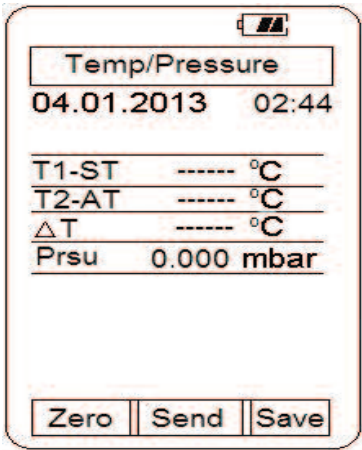 Temp/Pressure
04.01.2013 02:44
T1-ST ------ °C
T2-AT ------ °C
△T ------ °C
Prsu 0.000 mbar
Zero Send Save